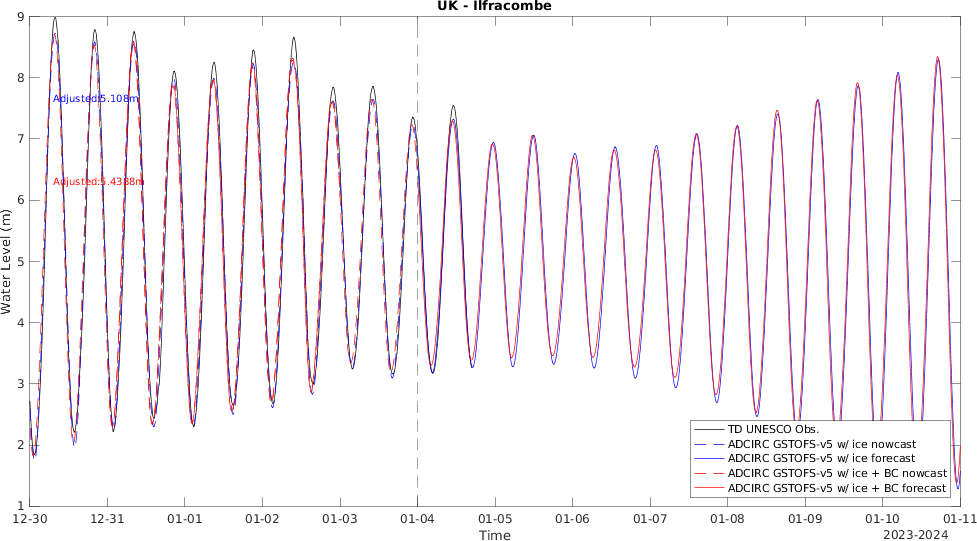 UK - Ilfracombe
9
8
7
6
5
4
3
2
1
Water Level (m)
Adjusted:5.108m
Adjusted:5.4388m
TD UNESCO Obs.
ADCIRC GSTOFS-v5 w/ ice nowcast
ADCIRC GSTOFS-v5 w/ ice forecast
ADCIRC GSTOFS-v5 w/ ice + BC nowcast
ADCIRC GSTOFS-v5 w/ ice + BC forecast
12-30 12-31 01-01 01-02 01-03 01-04 01-05 01-06 01-07 01-08 01-09 01-10 01-11
Time
2023-2024